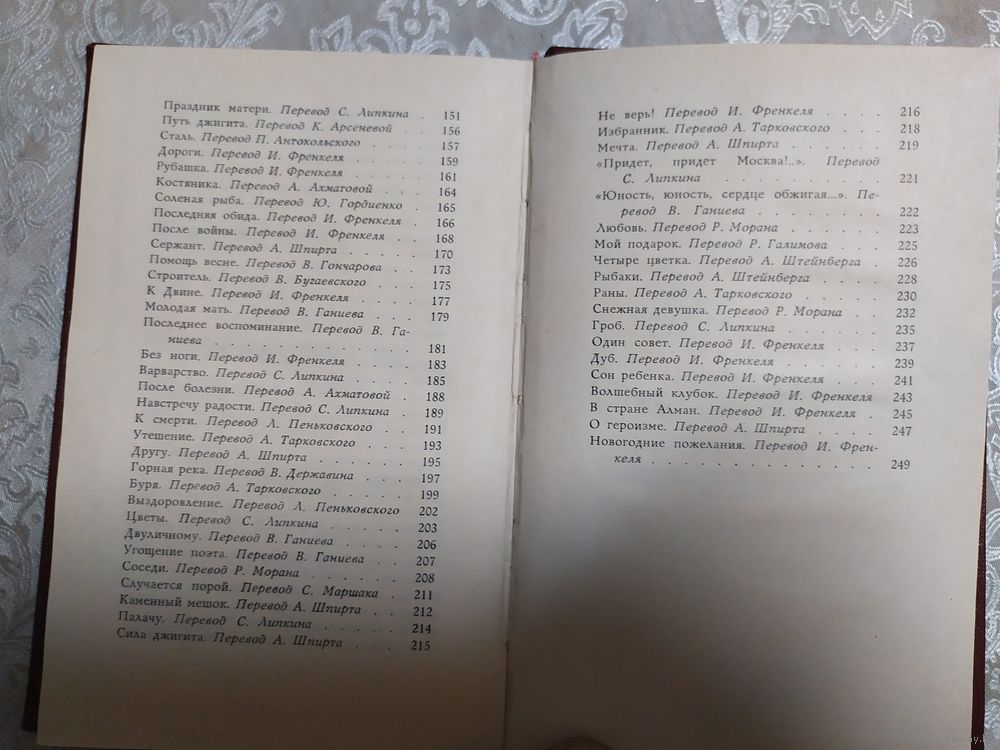 Праздник матери. Перевод С. Липкина . 151
Путь джигита. Перевод К. Арсеневой . . 156
Сталь. Перевод П. Антокольского . . . 157
Дороги. Перевод И. Френкеля . . . . 159
Рубашка. Перевод И. Френкеля . . . . 161
Костяника. Перевод А. Ахматовой . . . 164
Соленая рыба. Перевод Ю. Гордиенко . 165
Последняя обида. Перевод И. Френкеля . 166
После войны. Перевод И. Френкеля . . . 168
Сержант. Перевод А. Шпирта . . . . 170
Помощь весне. Перевод В. Гончарова . . 173
Строитель. Перевод В. Бугаевского . . . 175
К Двине. Перевод И. Френкеля . . . . 177
Молодая мать. Перевод В. Ганиева . . . 179
Последнее воспоминание. Перевод В. Га-
ниева . . . . . . . . . . . . . 181
Без ноги. Перевод И. Френкеля . . . . 183
Варварство. Перевод С. Липкина . . . . 185
После болезни. Перевод А. Ахматовой . 188
Навстречу радости. Перевод С. Липкина . 189
К смерти. Перевод Л. Пеньковского . . . 191
Утешение. Перевод А. Тарковского . . . 193
Другу. Перевод А. Шпирта . . . . . 195
Горная река. Перевод В. Державина . . . 197
Буря. Перевод А. Тарковского . . . . 199
Выздоровление. Перевод Л. Пеньковского 202
Цветы. Перевод С. Липкина . . . . . 203
Двуличному. Перевод В. Ганиева . . . . 206
Угощение поэта. Перевод В. Ганиева . . . 207
Соседи. Перевод Р. Морана . . . . . 208
Случается порой. Перевод С. Маршака . 211
Каменный мешок. Перевод А. Шпирта . . 212
Палачу. Перевод С. Липкина . . . . . 214
Сила джигита. Перевод А. Шпирта . . . 215
Не верь! Перевод И. Френкеля . . . . 216
Избранник. Перевод А. Тарковского . . . 218
Мечта. Перевод А. Шпирта . . . . . 219
«Придет, придет Москва!..». Перевод
С. Липкина . . . . . . . . . . 221
«Юность, юность, сердце обжигая...». Пе-
ревод В. Ганиева . . . . . . . . 222
Любовь. Перевод Р. Морана . . . . . 223
Мой подарок. Перевод Р. Галимова . . . 225
Четыре цветка. Перевод А. Штейнберга . 226
Рыбаки. Перевод А. Штейнберга . . . . 228
Раны. Перевод А. Тарковского . . . . 230
Снежная девушка. Перевод Р. Морана . . 232
Гроб. Перевод С. Липкина . . . . . 235
Один совет. Перевод И. Френкеля . . . 237
Дуб. Перевод И. Френкеля . . . . . 239
Сон ребенка. Перевод И. Френкеля . . . 241
Волшебный клубок. Перевод И. Френкеля 243
В стране Алман. Перевод И. Френкеля . 245
О героизме. Перевод А. Шпирта . . . . 247
Новогодние пожелания. Перевод И. Френ-
келя . . . . . . . . . . . . . 249